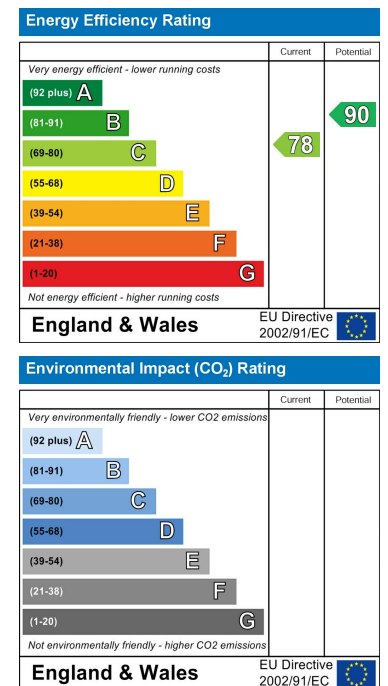 Energy Efficiency Rating
Current Potential
Very energy efficient - lower running costs
(92 plus) A
(81-91) B
90
(69-80) C
78
(55-68) D
(39-54) E
(21-38) F
(1-20) G
Not energy efficient - higher running costs
England & Wales
EU Directive
2002/91/EC
Environmental Impact (CO₂) Rating
Current Potential
Very environmentally friendly - lower CO2 emissions
(92 plus) A
(81-91) B
(69-80) C
(55-68) D
(39-54) E
(21-38) F
(1-20) G
Not environmentally friendly - higher CO2 emissions
England & Wales
EU Directive
2002/91/EC